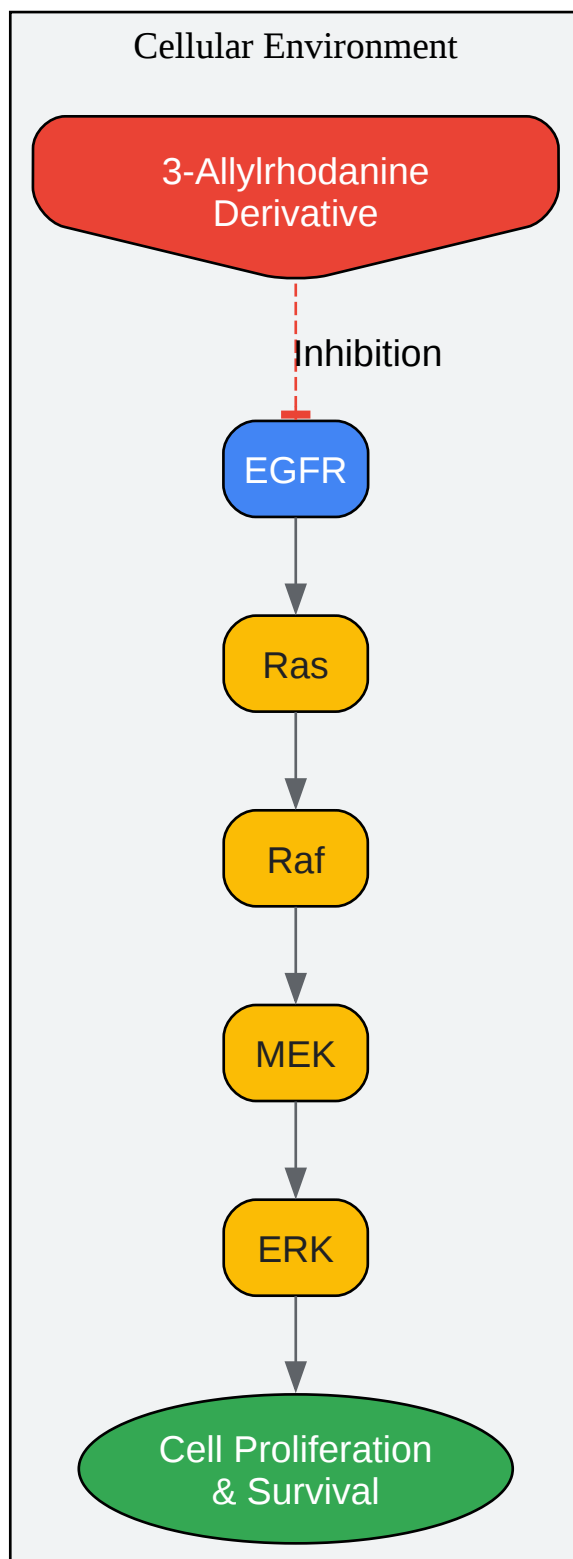 Cellular Environment
3-Allylrhodanine
Derivative
Inhibition
EGFR
Ras
Raf
MEK
ERK
Cell Proliferation
& Survival